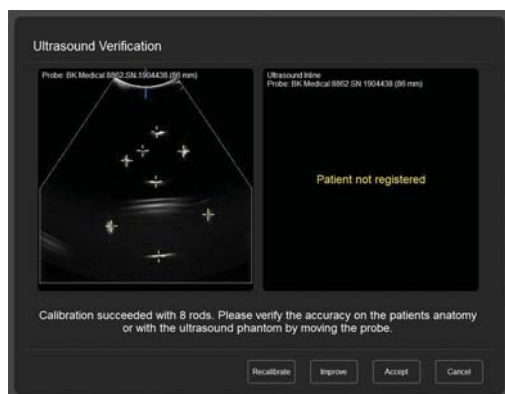 Ultrasound Verification
Probe: BK Medical 8862 SN 1904438 (86 mm)
Ultrasound Inline
Probe: BK Medical 8862 SN 1904438 (86 mm)
Patient not registered
Calibration succeeded with 8 rods. Please verify the accuracy on the patients anatomy
or with the ultrasound phantom by moving the probe.
Recalibrate
Improve
Accept
Cancel